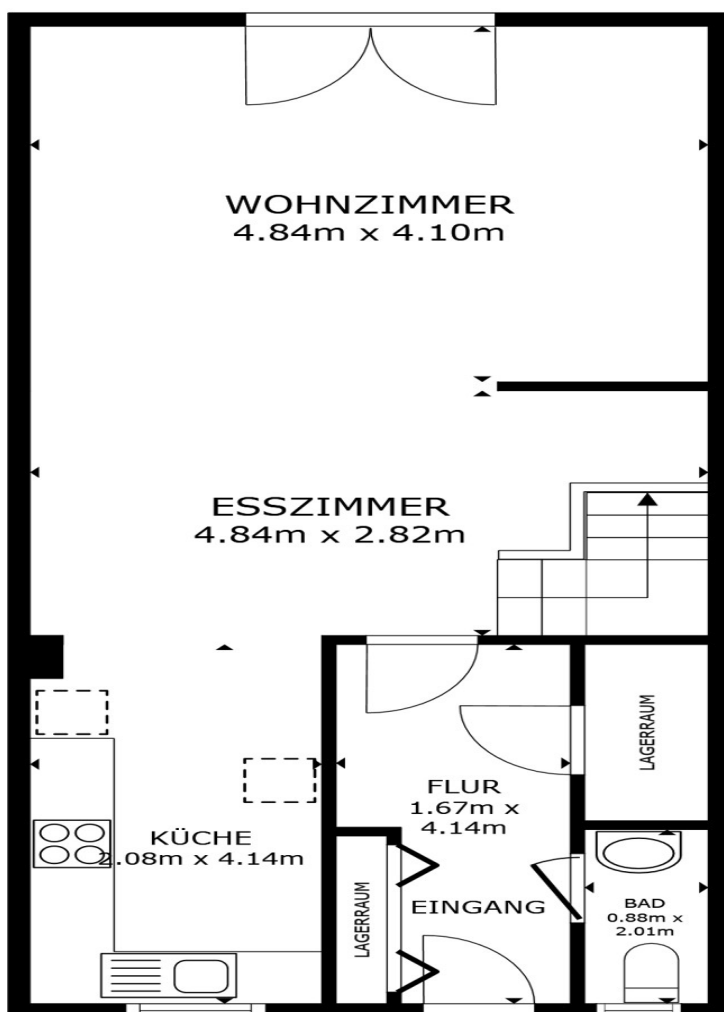 WOHNZIMMER
4.84m x 4.10m
ESSZIMMER
4.84m x 2.82m
LAGERRAUM
FLUR
1.67m x
4.14m
KÜCHE
2.08m x 4.14m
LAGERRAUM
EINGANG
BAD
0.88m x
2.01m